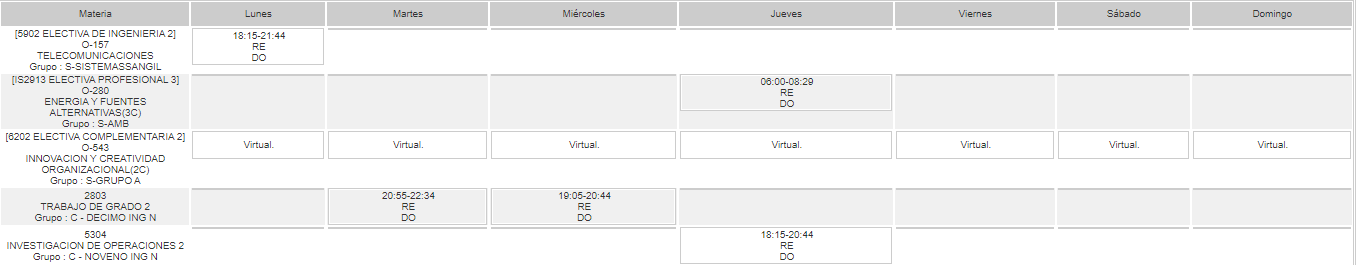 Materia Lunes Martes Miércoles Jueves Viernes Sábado Domingo
[5902 ELECTIVA DE INGENIERIA 2]
O-157
TELECOMUNICACIONES
Grupo : S-SISTEMASSANGIL
18:15-21:44
RE
DO
[IS2913 ELECTIVA PROFESIONAL 3]
O-280
ENERGIA Y FUENTES
ALTERNATIVAS(3C)
Grupo : S-AMB
06:00-08:29
RE
DO
[6202 ELECTIVA COMPLEMENTARIA 2]
O-543
INNOVACION Y CREATIVIDAD
ORGANIZACIONAL(2C)
Grupo : S-GRUPO A
Virtual. Virtual. Virtual. Virtual. Virtual. Virtual. Virtual.
2803
TRABAJO DE GRADO 2
Grupo : C - DECIMO ING N
20:55-22:34
RE
DO
19:05-20:44
RE
DO
5304
INVESTIGACION DE OPERACIONES 2
Grupo : C - NOVENO ING N
18:15-20:44
RE
DO